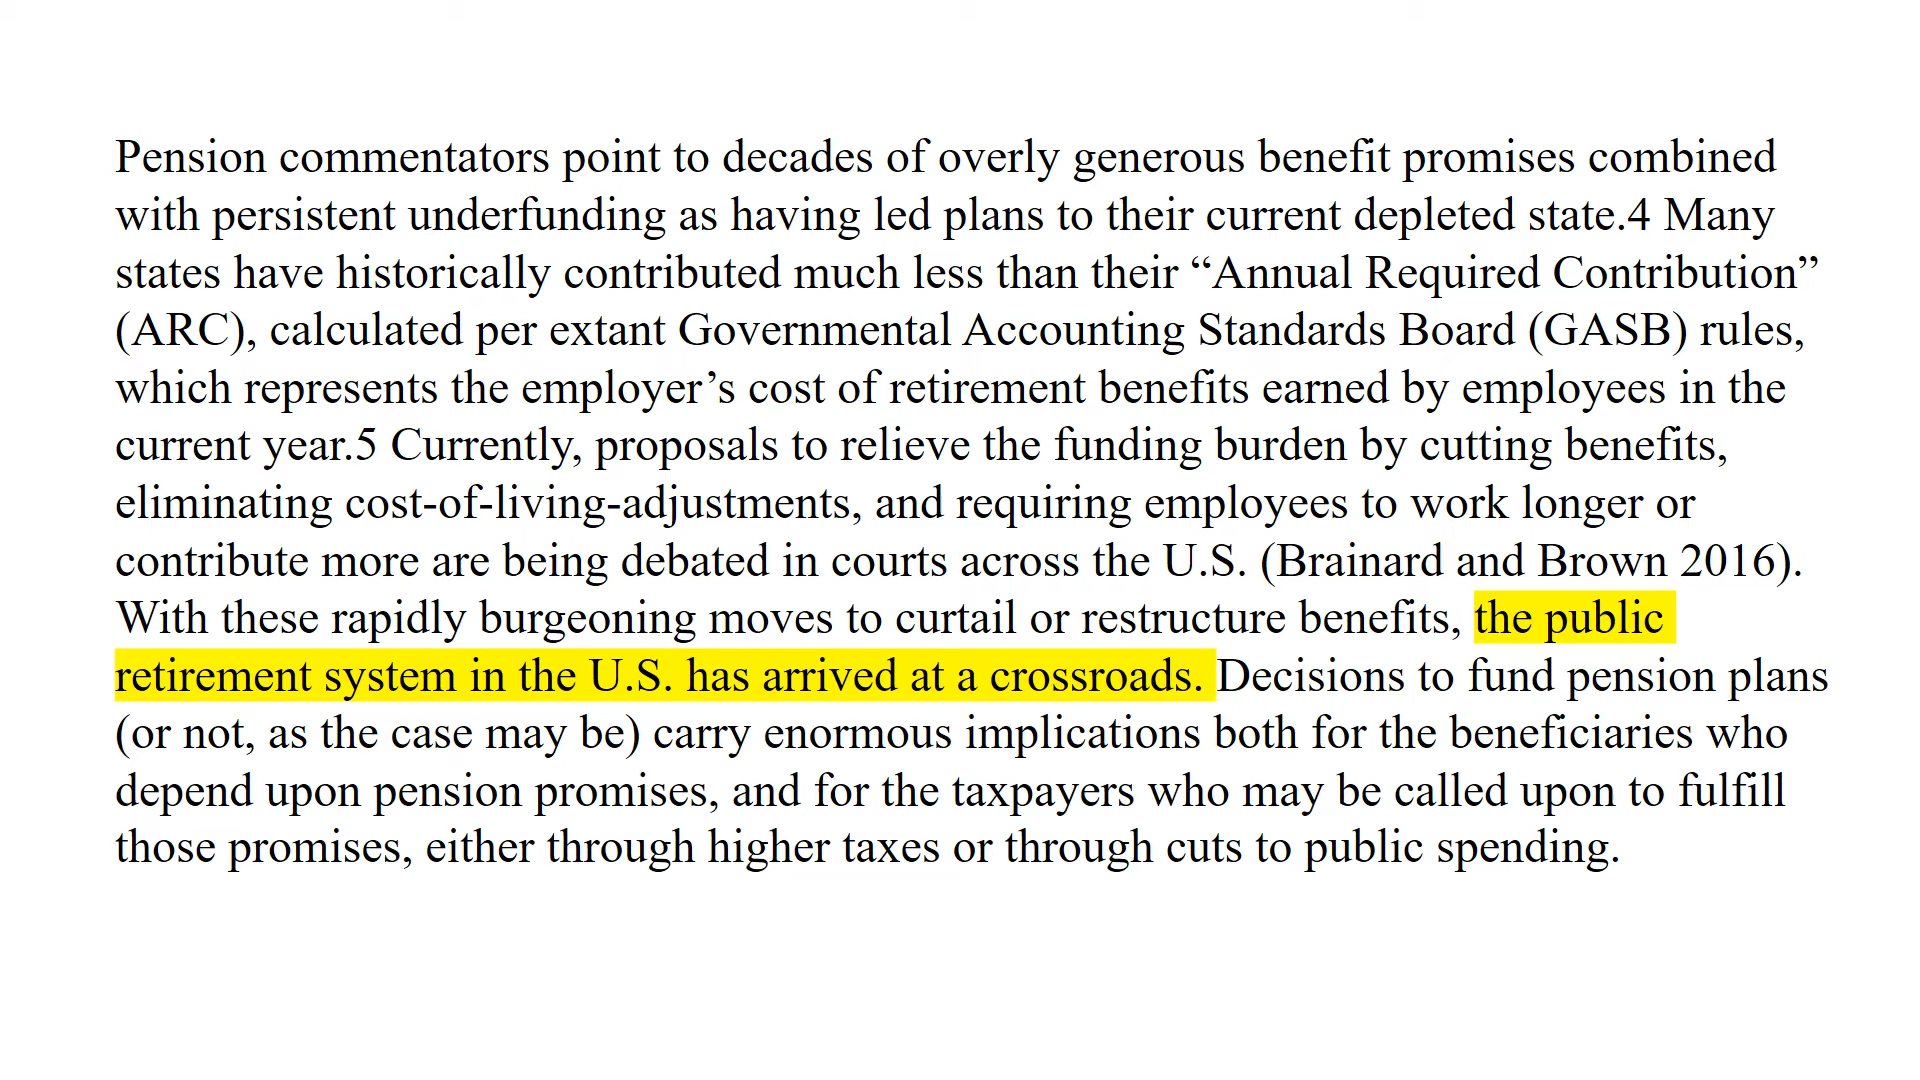 Pension commentators point to decades of overly generous benefit promises combined
with persistent underfunding as having led plans to their current depleted state.4 Many
states have historically contributed much less than their “Annual Required Contribution”
(ARC), calculated per extant Governmental Accounting Standards Board (GASB) rules,
which represents the employer’s cost of retirement benefits earned by employees in the
current year.5 Currently, proposals to relieve the funding burden by cutting benefits,
eliminating cost-of-living-adjustments, and requiring employees to work longer or
contribute more are being debated in courts across the U.S. (Brainard and Brown 2016).
With these rapidly burgeoning moves to curtail or restructure benefits, the public
retirement system in the U.S. has arrived at a crossroads. Decisions to fund pension plans
(or not, as the case may be) carry enormous implications both for the beneficiaries who
depend upon pension promises, and for the taxpayers who may be called upon to fulfill
those promises, either through higher taxes or through cuts to public spending.